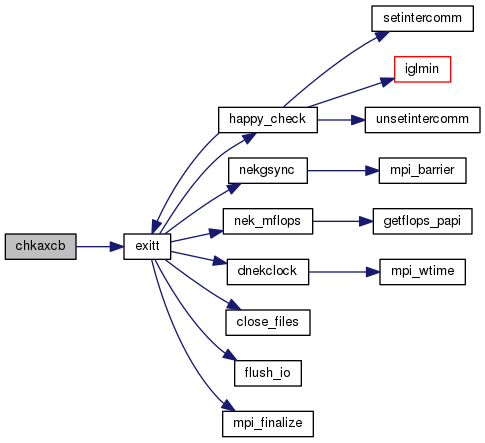 setintercomm
iglmin
happy_check
unsetintercomm
nekgsync
mpi_barrier
nek_mflops
getflops_papi
chkaxcb
exitt
dnekclock
mpi_wtime
close_files
flush_io
mpi_finalize